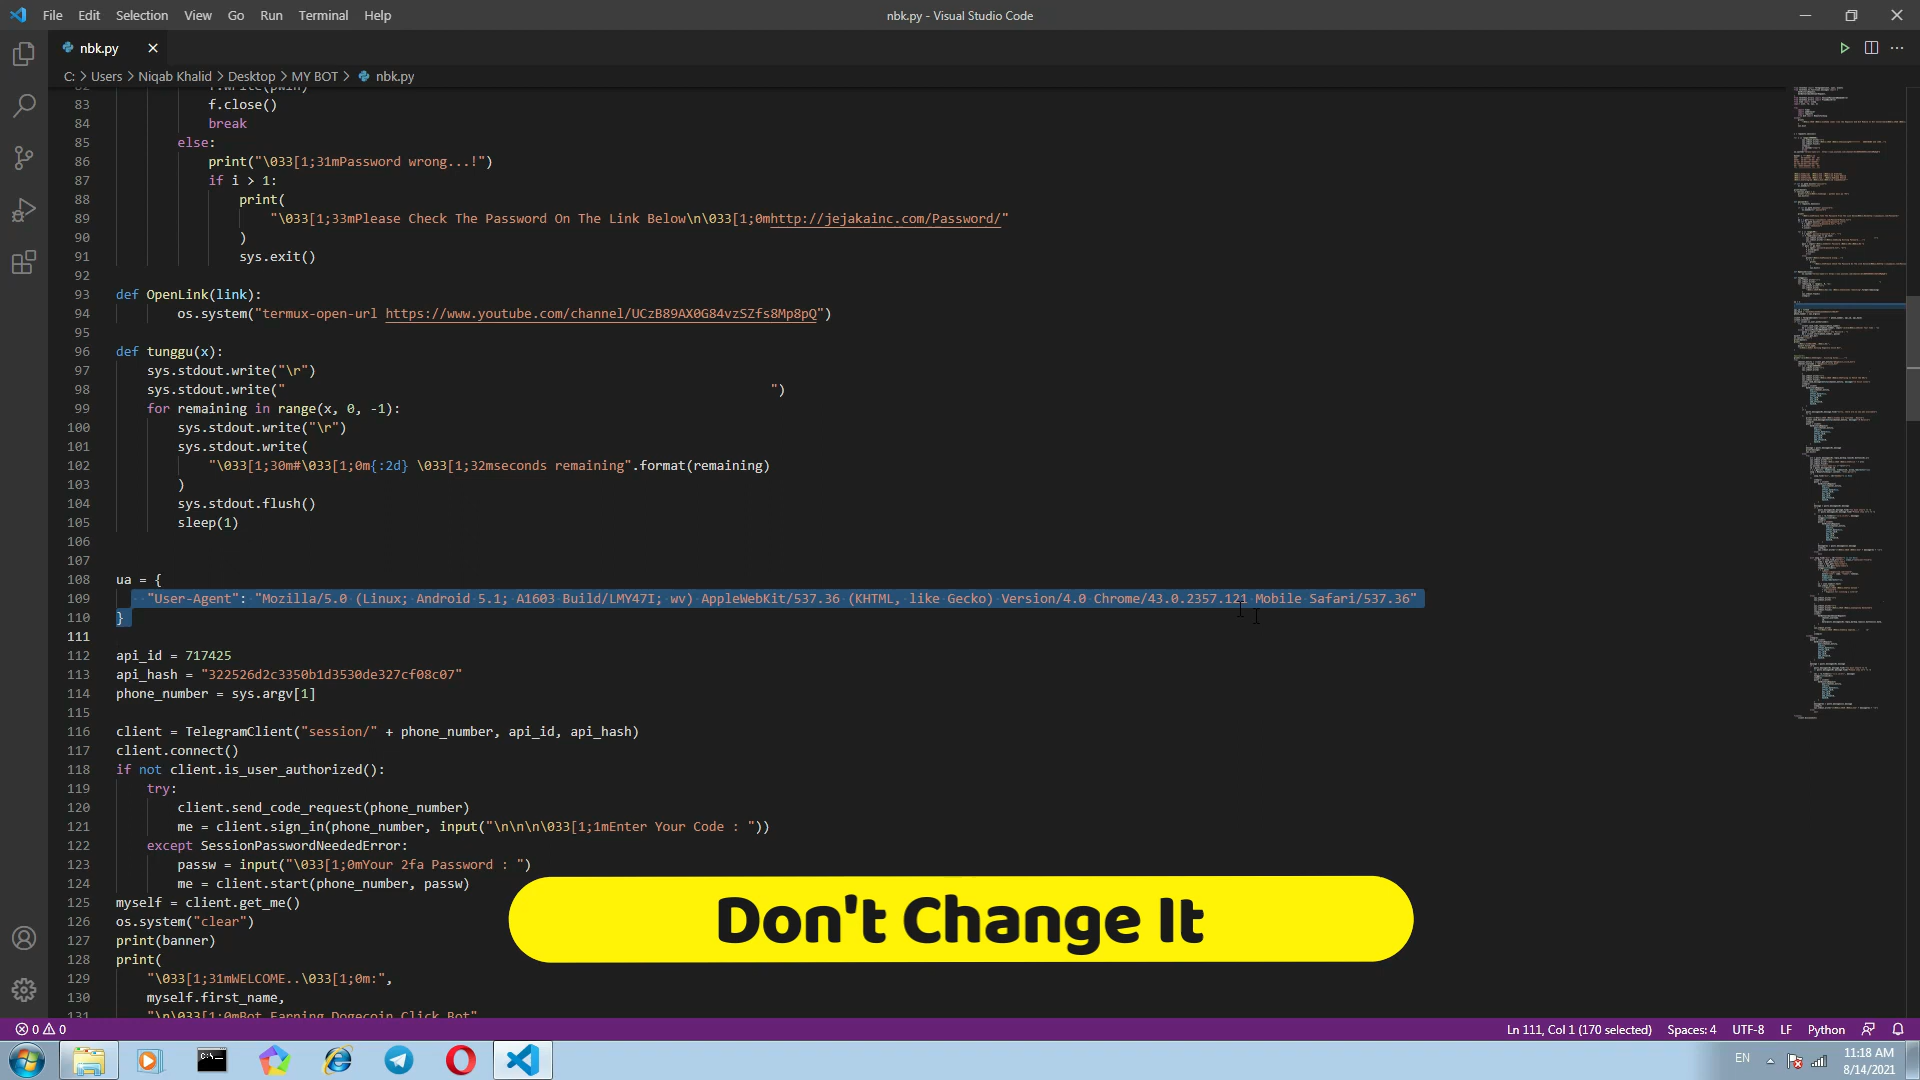 File Edit Selection View Go Run Terminal Help
nbk.py - Visual Studio Code
nbk.py
C: > Users > Niqab Khalid > Desktop > MY BOT > nbk.py
83 f.close()
84 break
85 else:
86 print("\033[1;31mPassword wrong...!")
87 if i > 1:
88 print(
89 "\033[1;33mPlease Check The Password On The Link Below\n\033[1;0mhttp://jejakainc.com/Password/"
90 )
91 sys.exit()
92
93 def OpenLink(link):
94 os.system("termux-open-url https://www.youtube.com/channel/UCzB89AX0G84vzSZfs8Mp8pQ")
95
96 def tunggu(x):
97 sys.stdout.write("\r")
98 sys.stdout.write("                                                               ")
99 for remaining in range(x, 0, -1):
100 sys.stdout.write("\r")
101 sys.stdout.write(
102 "\033[1;30m#\033[1;0m{:2d} \033[1;32mseconds remaining".format(remaining)
103 )
104 sys.stdout.flush()
105 sleep(1)
106
107
108 ua = {
109 "User-Agent": "Mozilla/5.0 (Linux; Android 5.1; A1603 Build/LMY47I; wv) AppleWebKit/537.36 (KHTML, like Gecko) Version/4.0 Chrome/43.0.2357.121 Mobile Safari/537.36"
110 }
111
112 api_id = 717425
113 api_hash = "322526d2c3350b1d3530de327cf08c07"
114 phone_number = sys.argv[1]
115
116 client = TelegramClient("session/" + phone_number, api_id, api_hash)
117 client.connect()
118 if not client.is_user_authorized():
119 try:
120 client.send_code_request(phone_number)
121 me = client.sign_in(phone_number, input("\n\n\n\033[1;1mEnter Your Code : "))
122 except SessionPasswordNeededError:
123 passw = input("\033[1;0mYour 2fa Password : ")
124 me = client.start(phone_number, passw)
125 myself = client.get_me()
126 os.system("clear")
127 print(banner)
128 print(
129 "\033[1;31mWELCOME..\033[1;0m:",
130 myself.first_name,
131 "\n\033[1;0mBot Earning Dogecoin Click Bot"
Don't Change It
0 0
Ln 111, Col 1 (170 selected) Spaces: 4 UTF-8 LF Python
EN
11:18 AM
8/14/2021